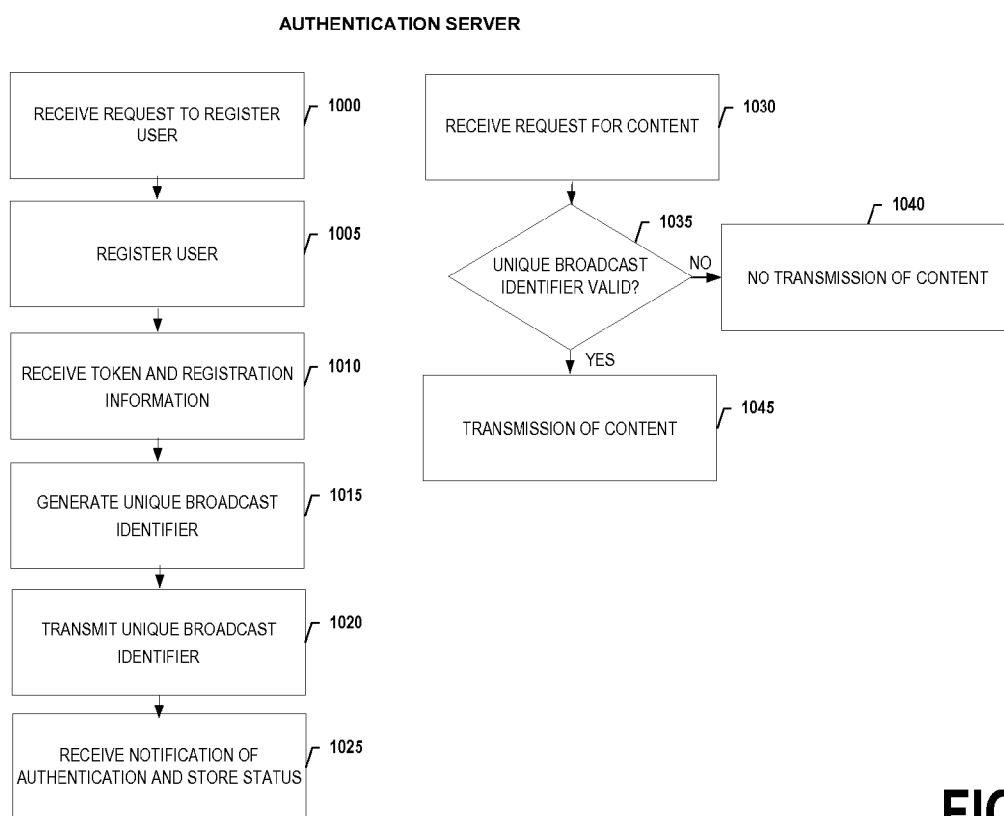 AUTHENTICATION SERVER
RECEIVE REQUEST TO REGISTER
USER
1000
REGISTER USER
1005
RECEIVE TOKEN AND REGISTRATION
INFORMATION
1010
GENERATE UNIQUE BROADCAST
IDENTIFIER
1015
TRANSMIT UNIQUE BROADCAST
IDENTIFIER
1020
RECEIVE NOTIFICATION OF
AUTHENTICATION AND STORE STATUS
1025
RECEIVE REQUEST FOR CONTENT
1030
UNIQUE BROADCAST
IDENTIFIER VALID?
1035
NO
NO TRANSMISSION OF CONTENT
1040
YES
TRANSMISSION OF CONTENT
1045